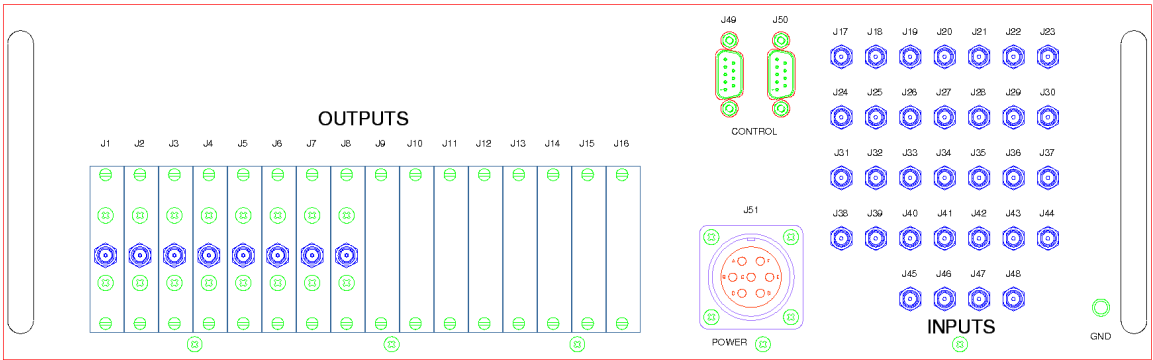 J49 J50
J17 J18 J19 J20 J21 J22 J23
J24 J25 J26 J27 J28 J29 J30
OUTPUTS
CONTROL
J1 J2 J3 J4 J5 J6 J7 J8 J9 J10 J11 J12 J13 J14 J15 J16
J31 J32 J33 J34 J35 J36 J37
J51
J38 J39 J40 J41 J42 J43 J44
J45 J46 J47 J48
INPUTS
GND
POWER